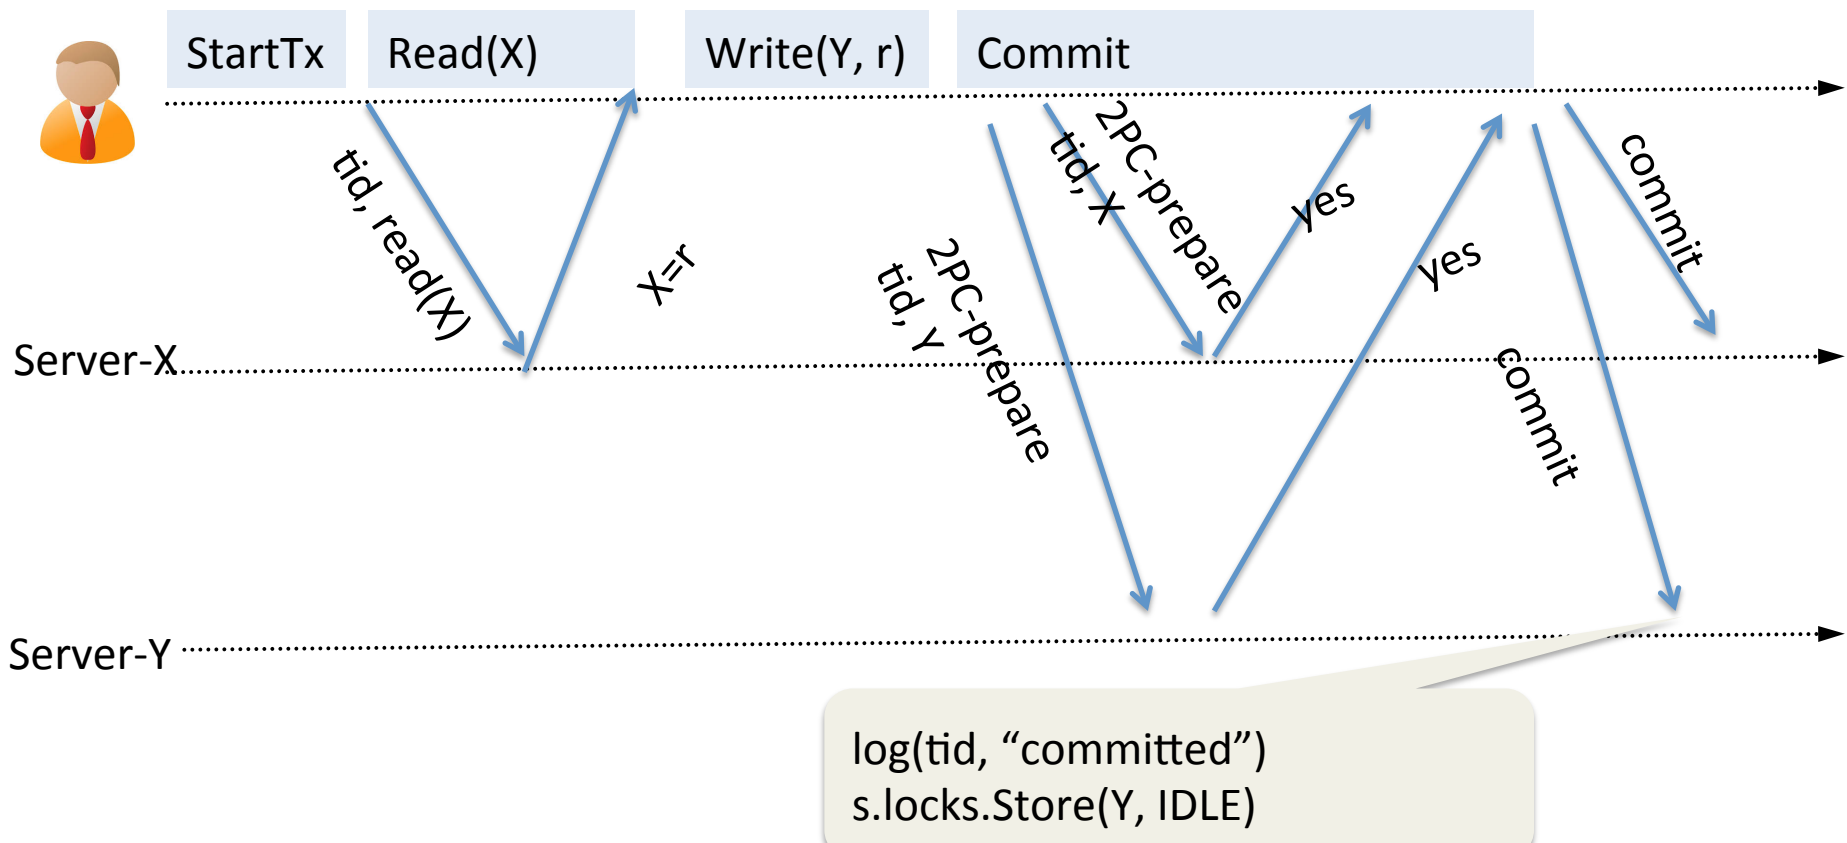 StartTx
Read(X)
Write(Y, r)
Commit
tid, read(X)
X=r
2PC-prepare
tid, Y
2PC-prepare
tid, X
yes
yes
commit
commit
Server-X
Server-Y
log(tid, “committed”)
s.locks.Store(Y, IDLE)